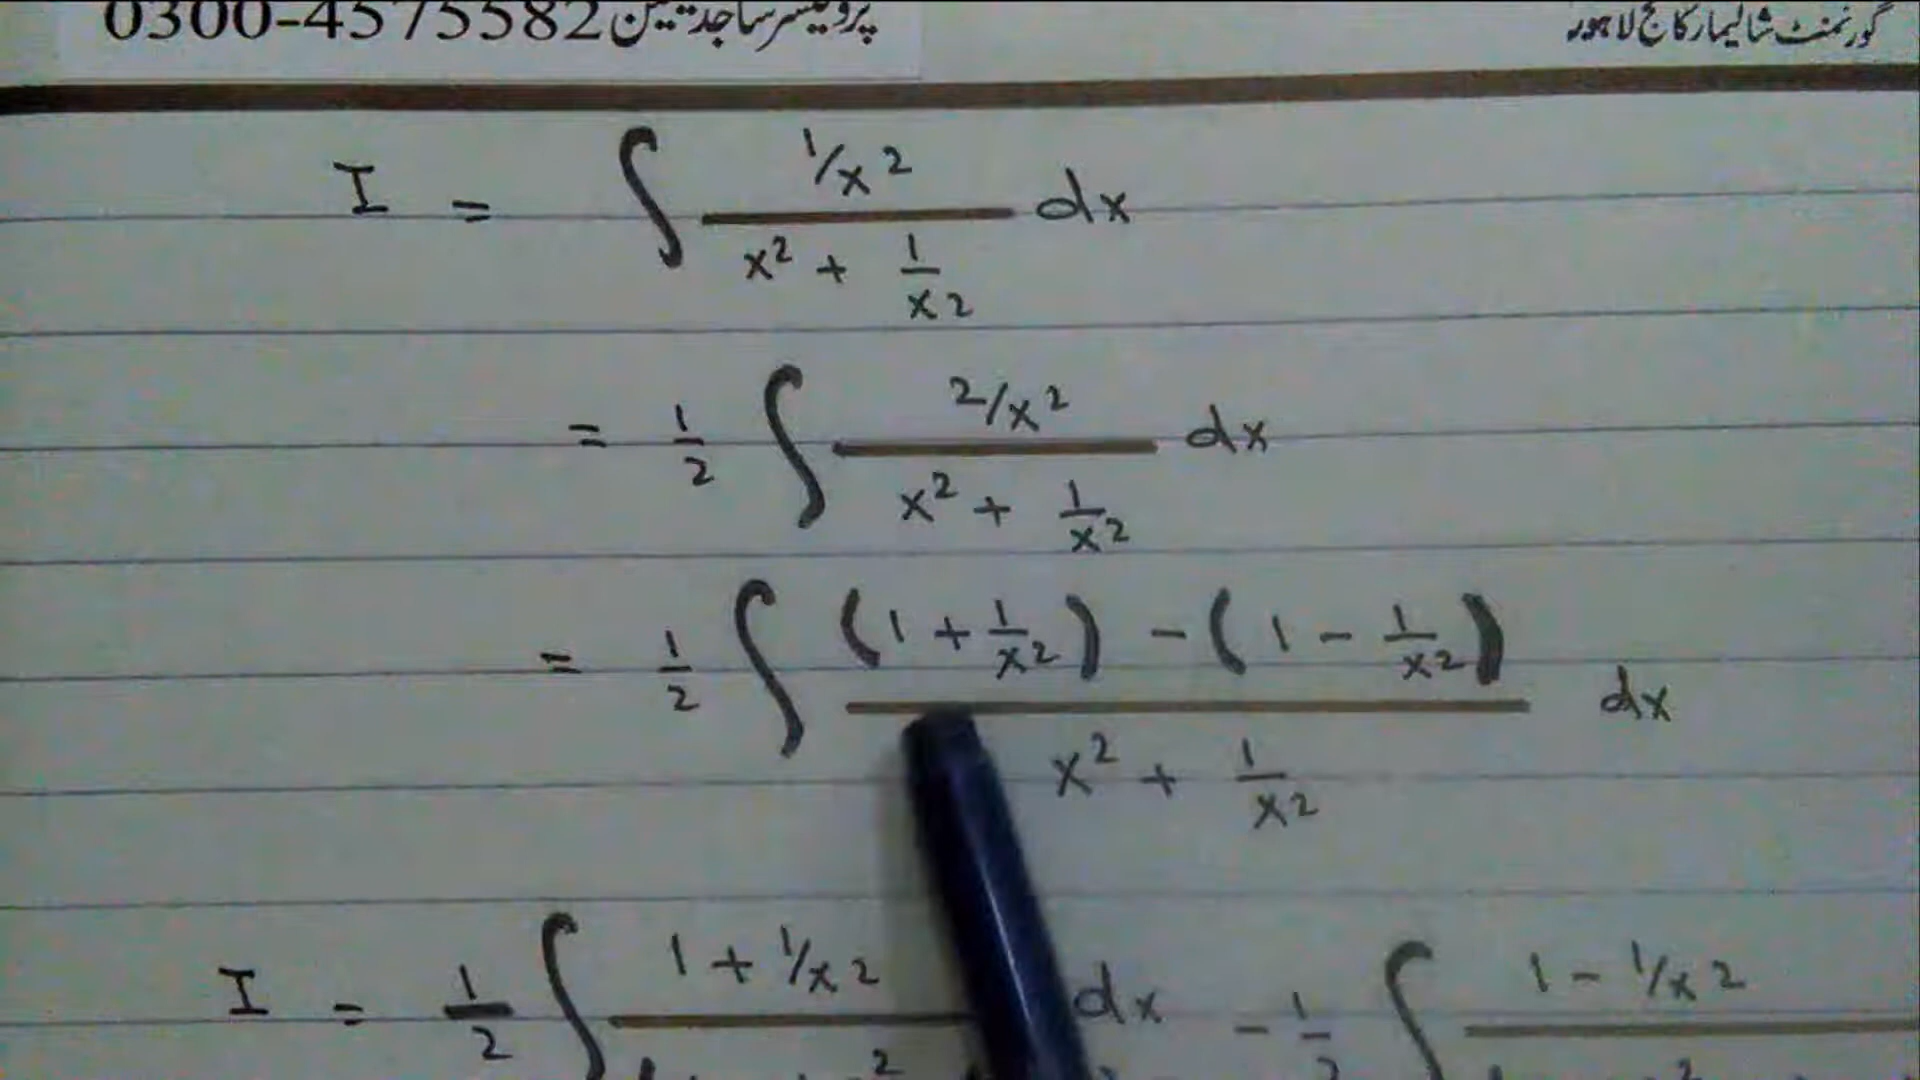 0300-4575582 پروفیسر ساجد یٰسین گورنمنٹ شالیمار کالج لاہور
I = ∫ (1/x²)/(x² + 1/x²) dx
= 1/2 ∫ (2/x²)/(x² + 1/x²) dx
= 1/2 ∫ ((1 + 1/x²) - (1 - 1/x²))/(x² + 1/x²) dx
I = 1/2 ∫ (1 + 1/x²) dx - 1/2 ∫ (1 - 1/x²)